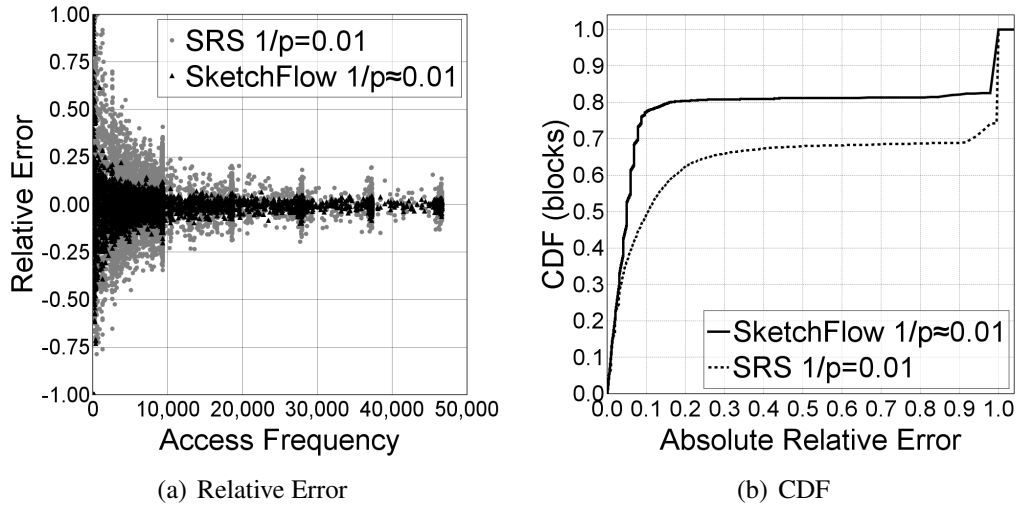 1.00
0.75
0.50
0.25
0.00
-0.25
-0.50
-0.75
-1.00
Relative Error
SRS 1/p=0.01
SketchFlow 1/p≈0.01
0 10,000 20,000 30,000 40,000 50,000
Access Frequency
(a) Relative Error
1.0
0.9
0.8
0.7
0.6
0.5
0.4
0.3
0.2
0.1
0.0
CDF (blocks)
SketchFlow 1/p≈0.01
SRS 1/p=0.01
0.0 0.1 0.2 0.3 0.4 0.5 0.6 0.7 0.8 0.9 1.0
Absolute Relative Error
(b) CDF